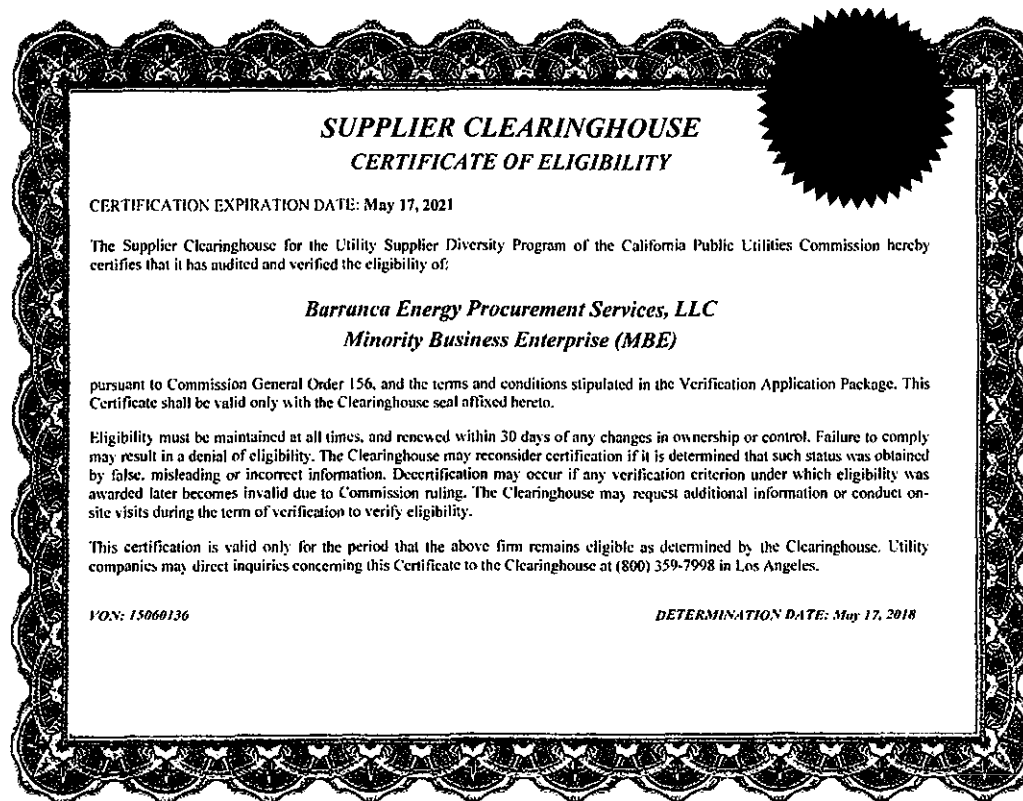 SUPPLIER CLEARINGHOUSE
CERTIFICATE OF ELIGIBILITY
CERTIFICATION EXPIRATION DATE: May 17, 2021
The Supplier Clearinghouse for the Utility Supplier Diversity Program of the California Public Utilities Commission hereby
certifies that it has audited and verified the eligibility of:
Barranca Energy Procurement Services, LLC
Minority Business Enterprise (MBE)
pursuant to Commission General Order 156, and the terms and conditions stipulated in the Verification Application Package. This
Certificate shall be valid only with the Clearinghouse seal affixed hereto.
Eligibility must be maintained at all times, and renewed within 30 days of any changes in ownership or control. Failure to comply
may result in a denial of eligibility. The Clearinghouse may reconsider certification if it is determined that such status was obtained
by false, misleading or incorrect information. Decertification may occur if any verification criterion under which eligibility was
awarded later becomes invalid due to Commission ruling. The Clearinghouse may request additional information or conduct on-
site visits during the term of verification to verify eligibility.
This certification is valid only for the period that the above firm remains eligible as determined by the Clearinghouse. Utility
companies may direct inquiries concerning this Certificate to the Clearinghouse at (800) 359-7998 in Los Angeles.
VON: 15060136 DETERMINATION DATE: May 17, 2018